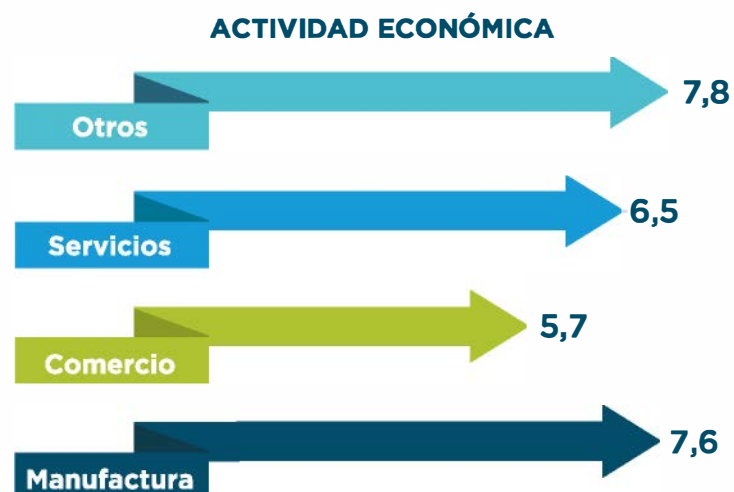 ACTIVIDAD ECONÓMICA
Otros
7,8
Servicios
6,5
Comercio
5,7
Manufactura
7,6